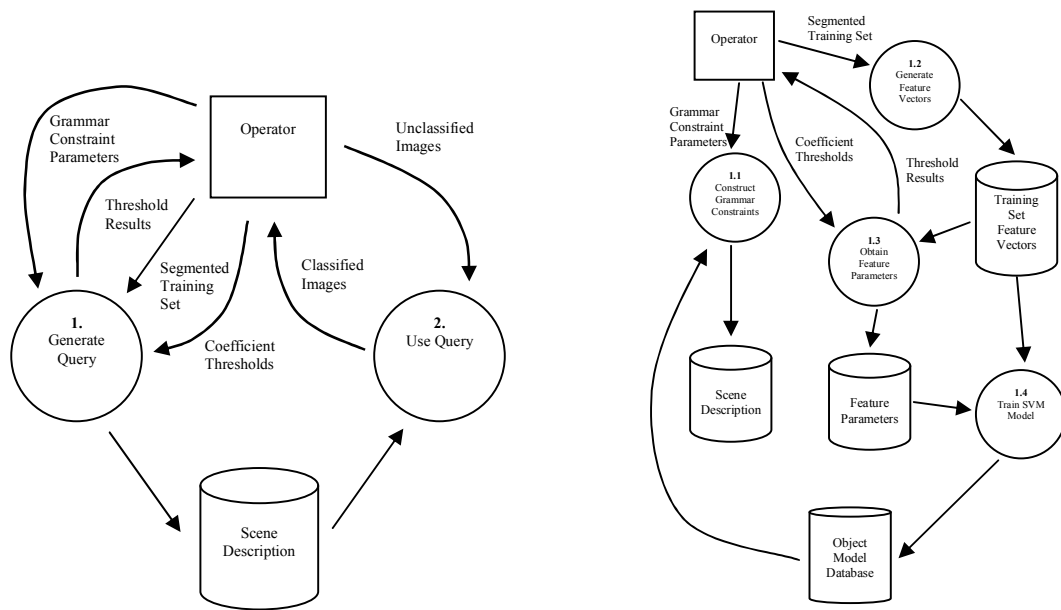 Grammar
Constraint
Parameters
Operator
Unclassified
Images
Threshold
Results
Segmented
Training
Set
Classified
Images
1.
Generate
Query
Coefficient
Thresholds
2.
Use Query
Scene
Description
Operator
Segmented
Training Set
1.2
Generate
Feature
Vectors
Grammar
Constraint
Parameters
Coefficient
Thresholds
Threshold
Results
1.1
Construct
Grammar
Constraints
1.3
Obtain
Feature
Parameters
Training
Set
Feature
Vectors
Scene
Description
Feature
Parameters
1.4
Train SVM
Model
Object
Model
Database